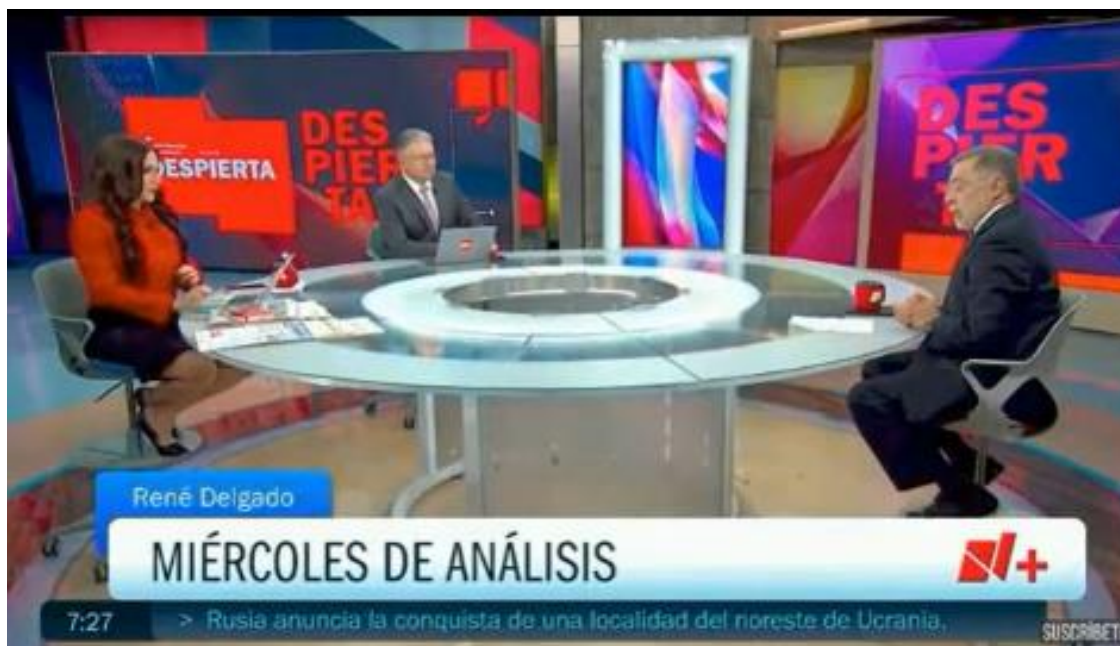 DESPIERTA
DES
PIER
TA
DES
PIER
René Delgado
MIÉRCOLES DE ANÁLISIS
N+
7:27
> Rusia anuncia la conquista de una localidad del noreste de Ucrania.
SUSCRÍBET